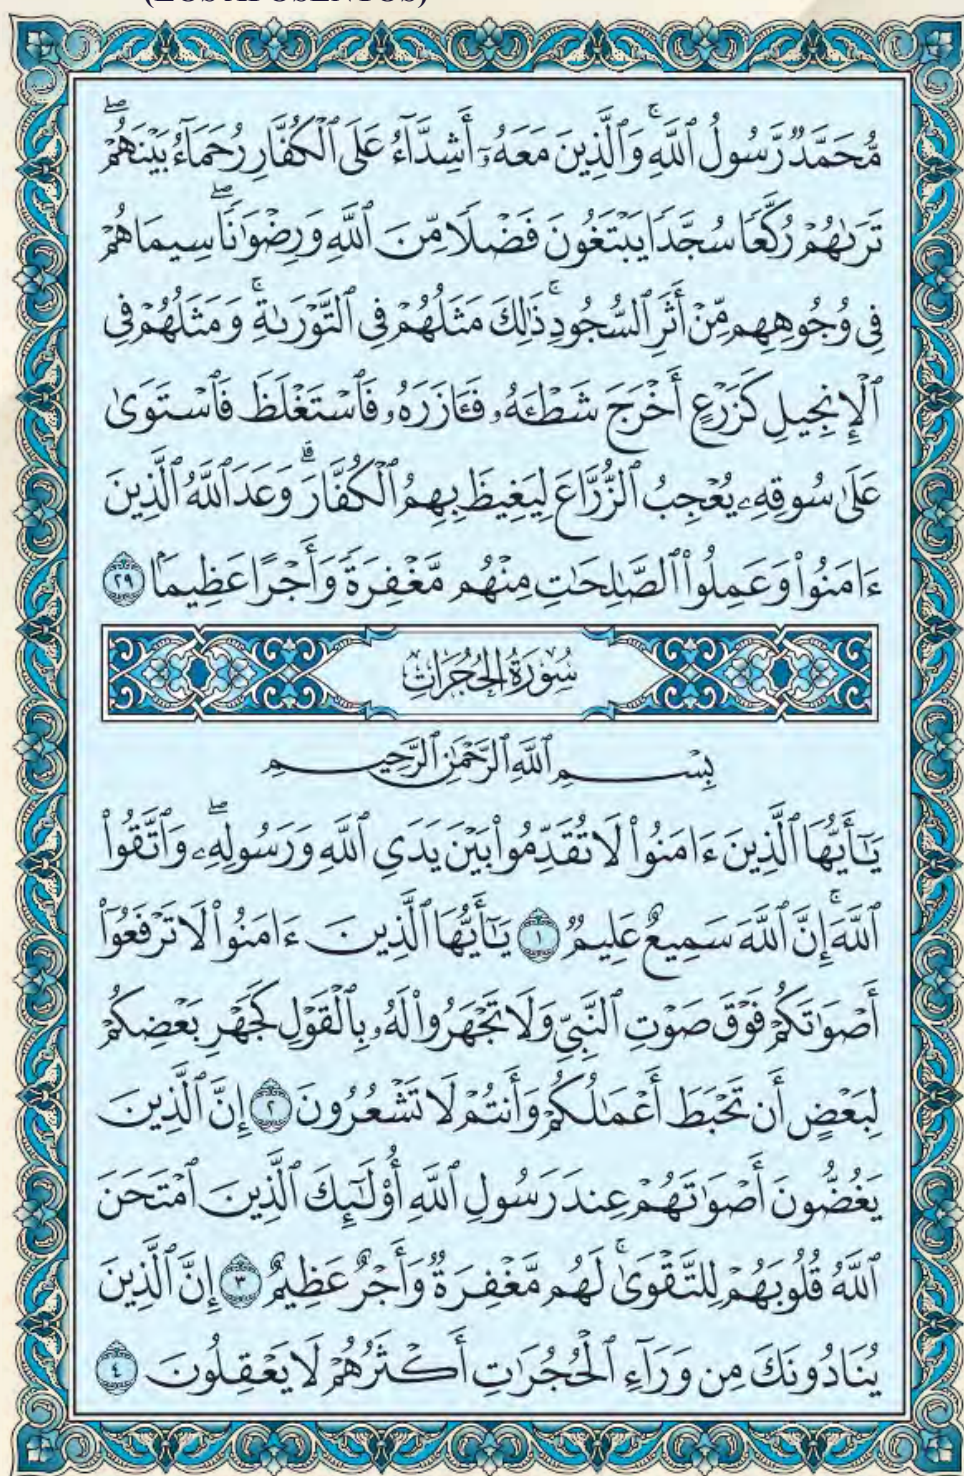 (LOS APOSENTOS)
مُّحَمَّدٌ رَّسُولُ ٱللَّهِۚ وَٱلَّذِينَ مَعَهُۥٓ أَشِدَّآءُ عَلَى ٱلۡكُفَّارِ رُحَمَآءُ بَيۡنَهُمۡۖ
تَرَىٰهُمۡ رُكَّعٗا سُجَّدٗا يَبۡتَغُونَ فَضۡلٗا مِّنَ ٱللَّهِ وَرِضۡوَٰنٗاۖ سِيمَاهُمۡ
فِي وُجُوهِهِم مِّنۡ أَثَرِ ٱلسُّجُودِۚ ذَٰلِكَ مَثَلُهُمۡ فِي ٱلتَّوۡرَىٰةِۚ وَمَثَلُهُمۡ فِي
ٱلۡإِنجِيلِ كَزَرۡعٍ أَخۡرَجَ شَطۡـَٔهُۥ فَـَٔازَرَهُۥ فَٱسۡتَغۡلَظَ فَٱسۡتَوَىٰ
عَلَىٰ سُوقِهِۦ يُعۡجِبُ ٱلزُّرَّاعَ لِيَغِيظَ بِهِمُ ٱلۡكُفَّارَۗ وَعَدَ ٱللَّهُ ٱلَّذِينَ
ءَامَنُواْ وَعَمِلُواْ ٱلصَّٰلِحَٰتِ مِنۡهُم مَّغۡفِرَةٗ وَأَجۡرًا عَظِيمَۢا ٢٩
سُورَةُ الحُجُرَاتِ
بِسۡمِ ٱللَّهِ ٱلرَّحۡمَٰنِ ٱلرَّحِيمِ
يَٰٓأَيُّهَا ٱلَّذِينَ ءَامَنُواْ لَا تُقَدِّمُواْ بَيۡنَ يَدَيِ ٱللَّهِ وَرَسُولِهِۦۖ وَٱتَّقُواْ
ٱللَّهَۚ إِنَّ ٱللَّهَ سَمِيعٌ عَلِيمٞ ١ يَٰٓأَيُّهَا ٱلَّذِينَ ءَامَنُواْ لَا تَرۡفَعُوٓاْ
أَصۡوَٰتَكُمۡ فَوۡقَ صَوۡتِ ٱلنَّبِيِّ وَلَا تَجۡهَرُواْ لَهُۥ بِٱلۡقَوۡلِ كَجَهۡرِ بَعۡضِكُمۡ
لِبَعۡضٍ أَن تَحۡبَطَ أَعۡمَٰلُكُمۡ وَأَنتُمۡ لَا تَشۡعُرُونَ ٢ إِنَّ ٱلَّذِينَ
يَغُضُّونَ أَصۡوَٰتَهُمۡ عِندَ رَسُولِ ٱللَّهِ أُوْلَٰٓئِكَ ٱلَّذِينَ ٱمۡتَحَنَ
ٱللَّهُ قُلُوبَهُمۡ لِلتَّقۡوَىٰۚ لَهُم مَّغۡفِرَةٞ وَأَجۡرٌ عَظِيمٌ ٣ إِنَّ ٱلَّذِينَ
يُنَادُونَكَ مِن وَرَآءِ ٱلۡحُجُرَٰتِ أَكۡثَرُهُمۡ لَا يَعۡقِلُونَ ٤